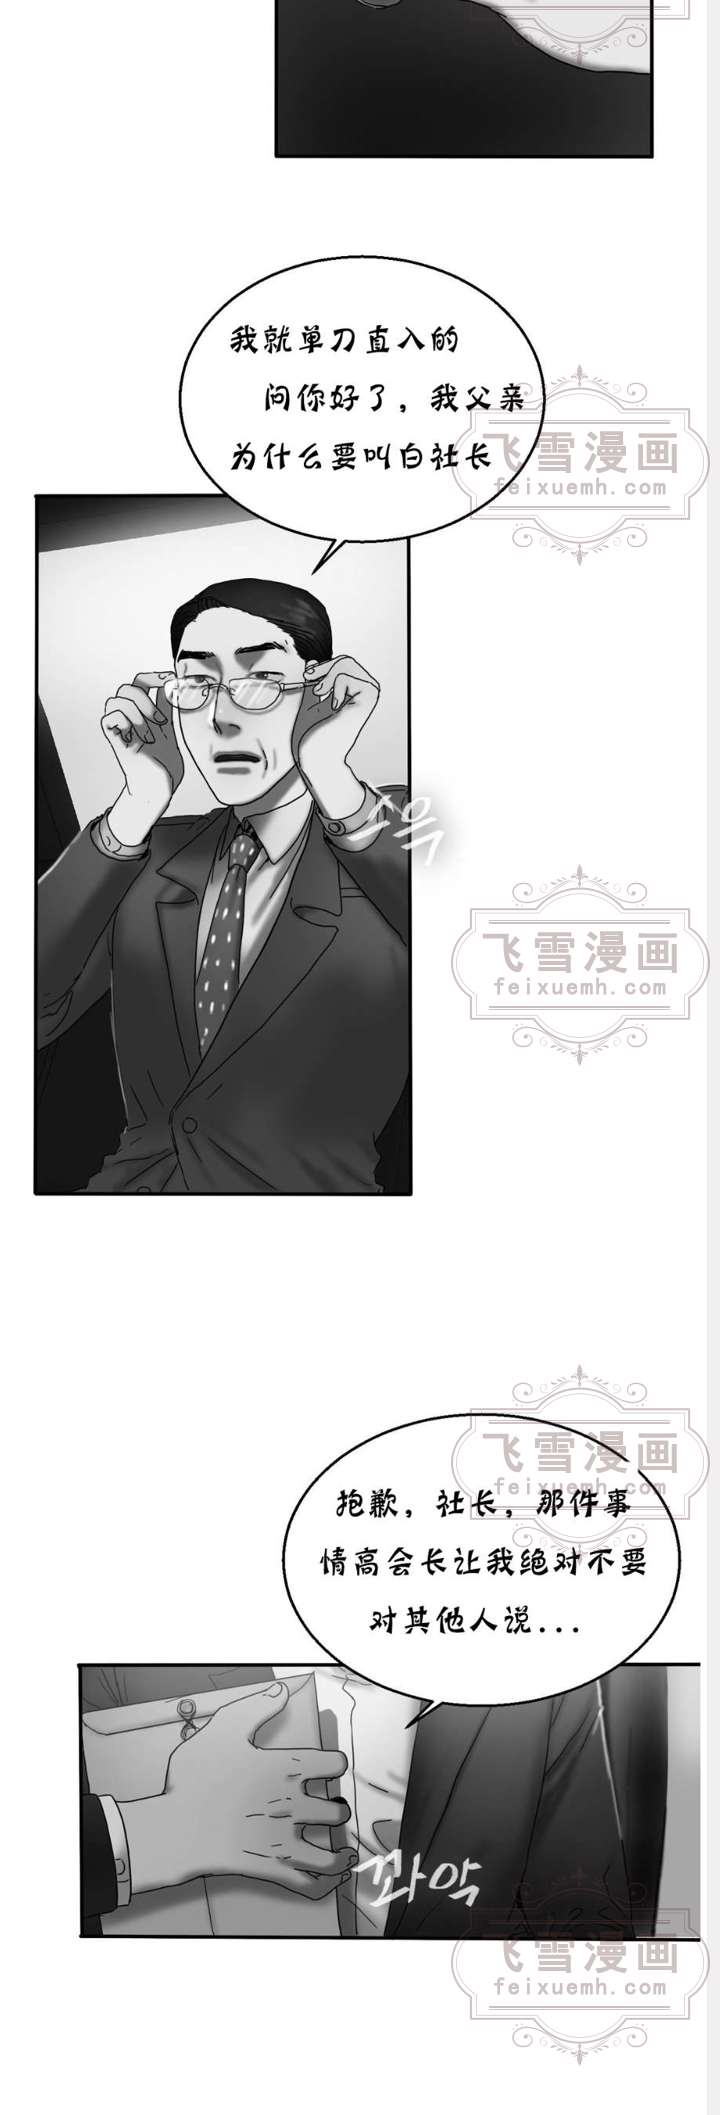 我就单刀直入的
问你好了，我父亲
为什么要叫白社长
飞雪漫画
feixuemh.com
스윽
飞雪漫画
feixuemh.com
飞雪漫画
feixuemh.com
抱歉，社长，那件事
情高会长让我绝对不要
对其他人说...
꽈악
飞雪漫画
feixuemh.com